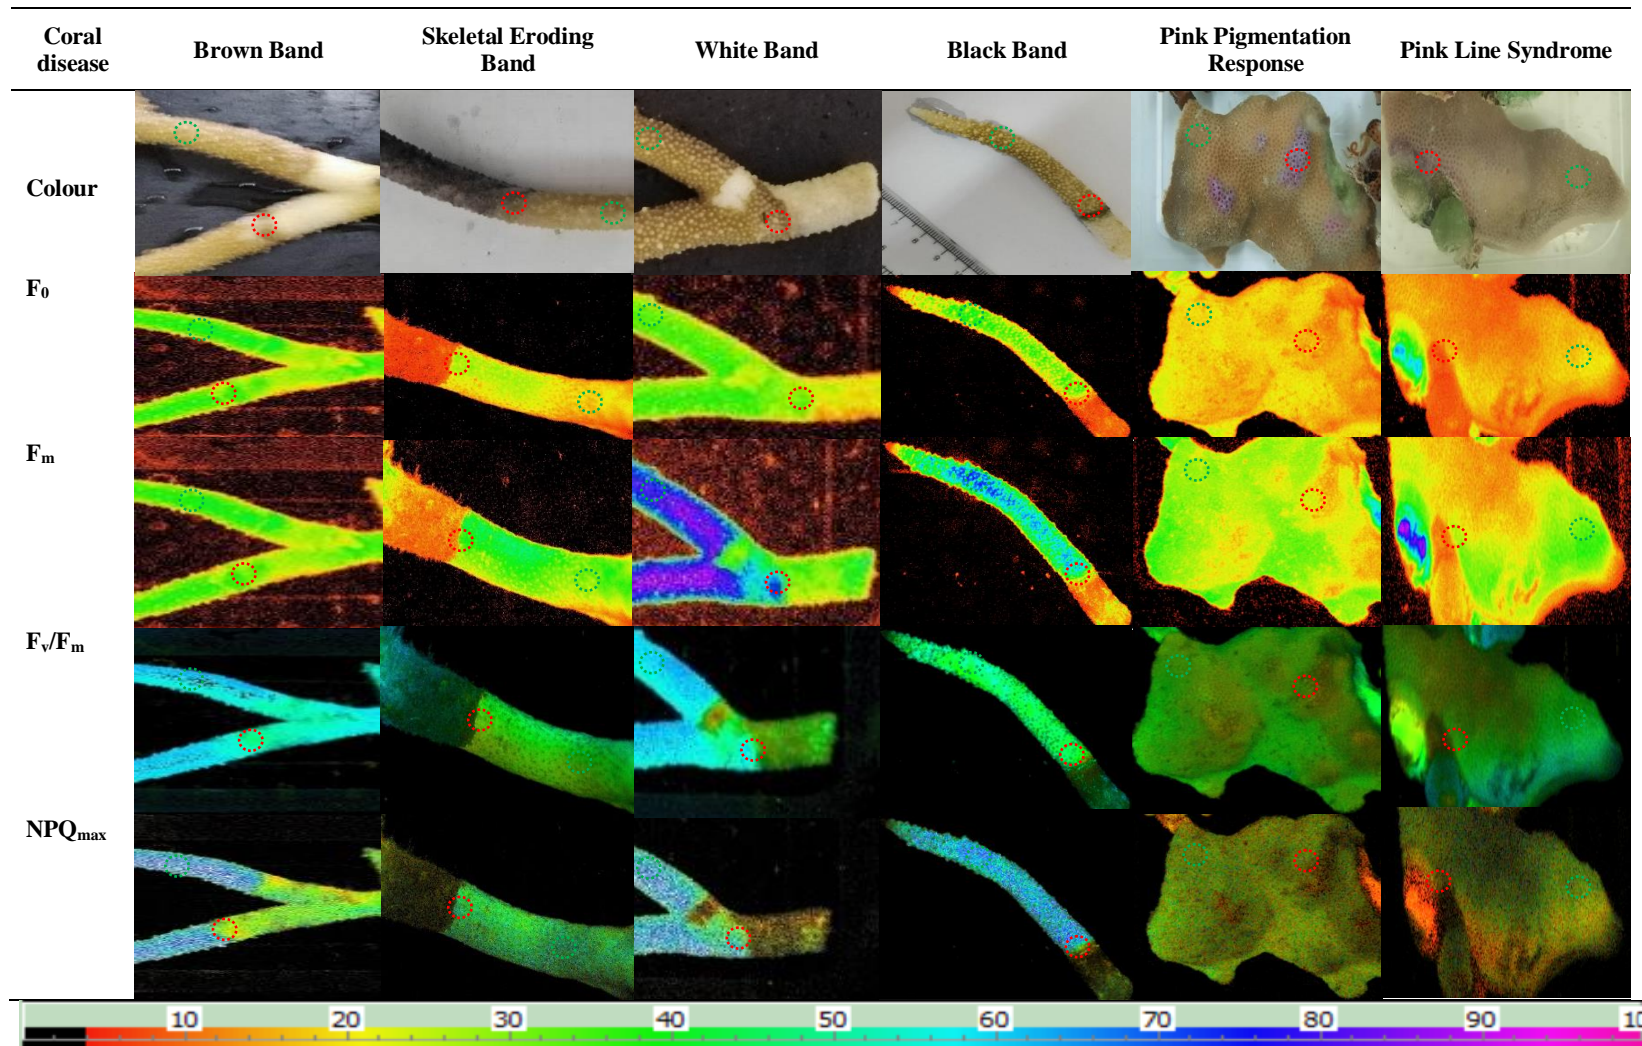 Coral disease
Brown Band
Skeletal Eroding Band
White Band
Black Band
Pink Pigmentation Response
Pink Line Syndrome
Colour
F₀
Fₘ
Fᵥ/Fₘ
NPQₘₐₓ
10 20 30 40 50 60 70 80 90 10